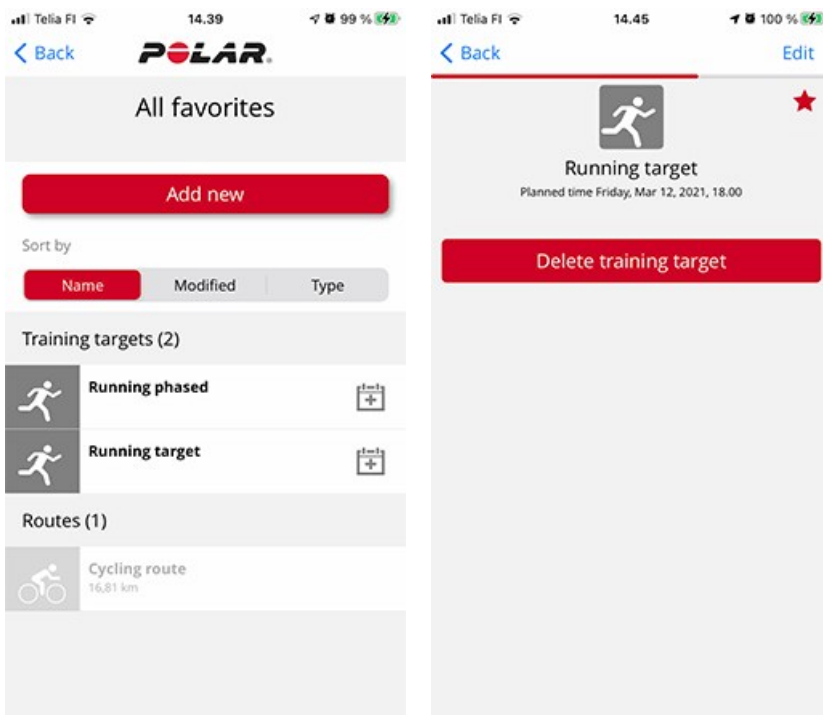 Telia FI 14.39 99 %
Back POLAR.
All favorites
Add new
Sort by
Name Modified Type
Training targets (2)
Running phased
Running target
Routes (1)
Cycling route
16,81 km
Telia FI 14.45 100 %
Back Edit
Running target
Planned time Friday, Mar 12, 2021, 18.00
Delete training target